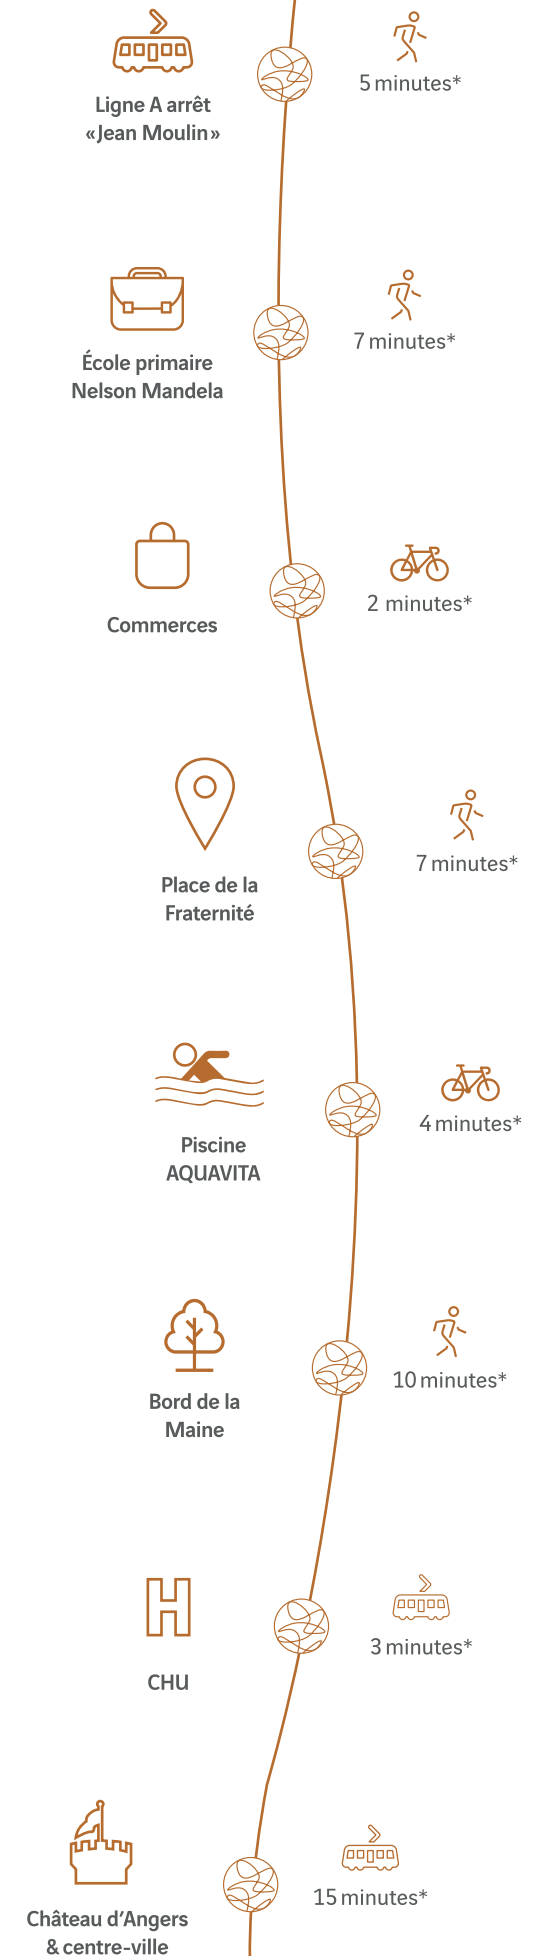 Ligne A arrêt
«Jean Moulin»
5 minutes*
École primaire
Nelson Mandela
7 minutes*
Commerces
2 minutes*
Place de la
Fraternité
7 minutes*
Piscine
AQUAVITA
4 minutes*
Bord de la
Maine
10 minutes*
H
CHU
3 minutes*
Château d'Angers
& centre-ville
15 minutes*